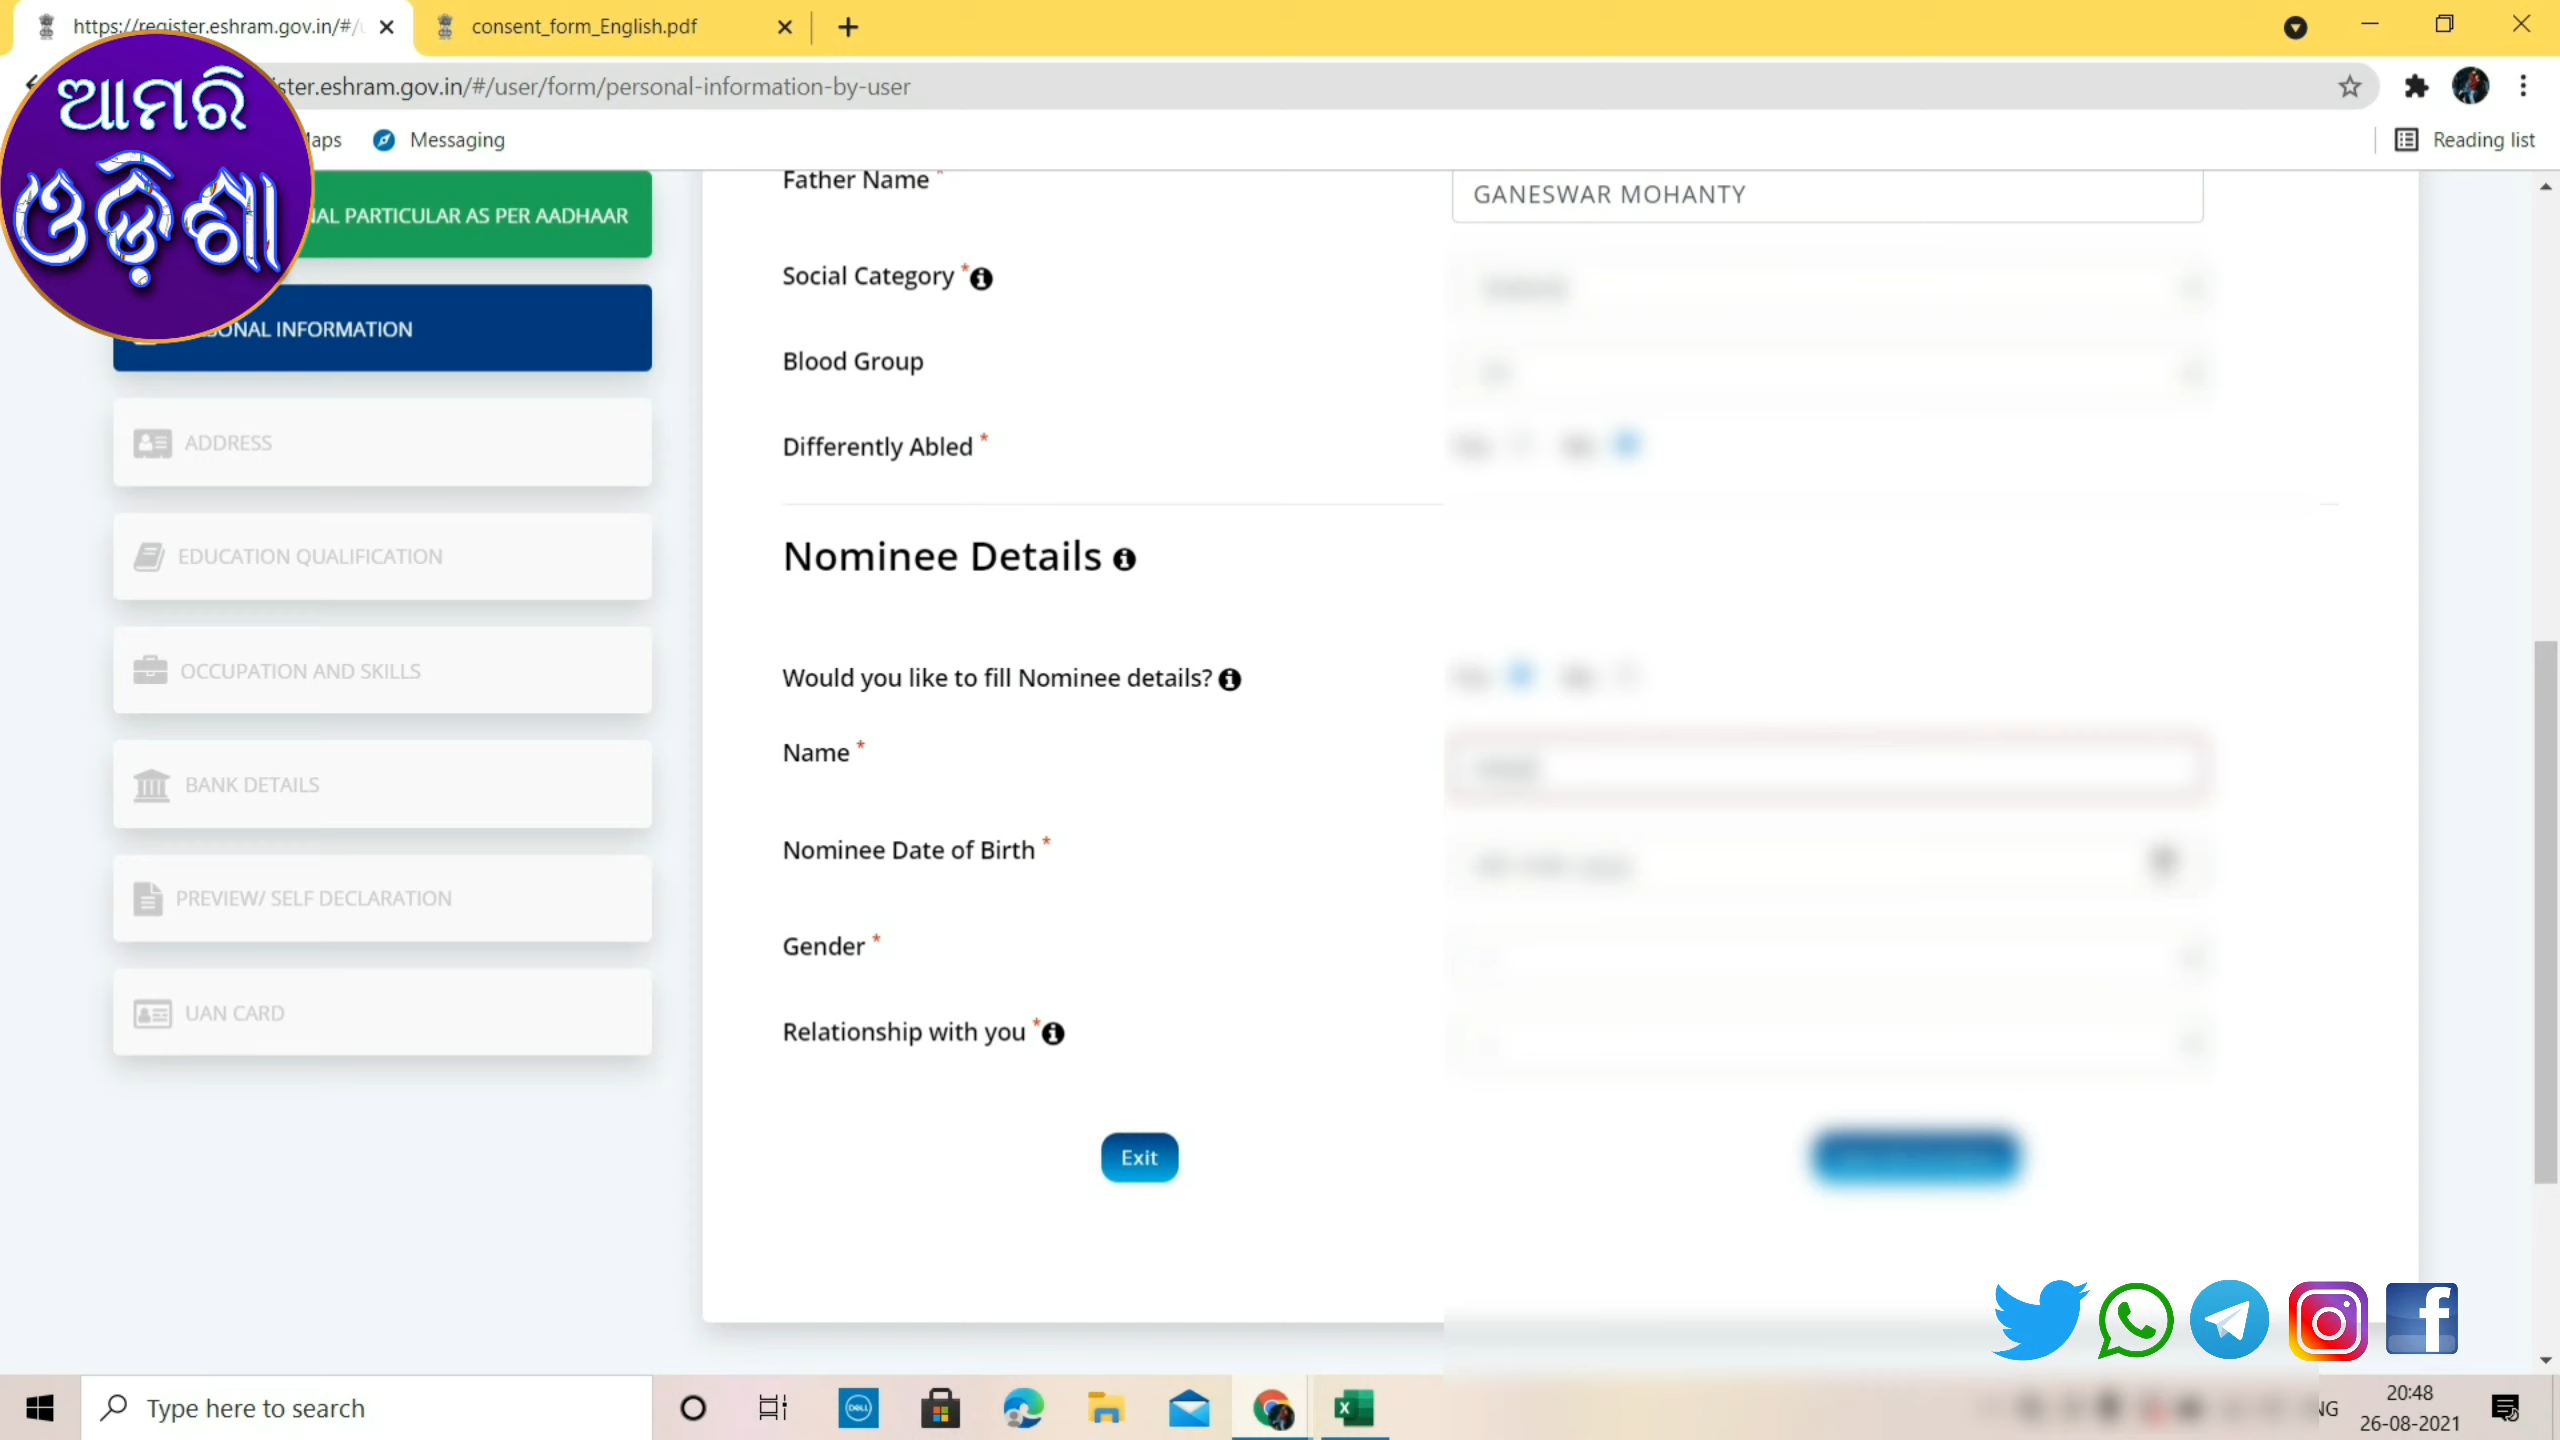 https://register.eshram.gov.in/#/
consent_form_English.pdf
ster.eshram.gov.in/#/user/form/personal-information-by-user
ଆମରି
ଓଡ଼ିଶା
Maps
Messaging
Reading list
NAL PARTICULAR AS PER AADHAAR
PERSONAL INFORMATION
ADDRESS
EDUCATION QUALIFICATION
OCCUPATION AND SKILLS
BANK DETAILS
PREVIEW/ SELF DECLARATION
UAN CARD
Father Name *
GANESWAR MOHANTY
Social Category *
Blood Group
Differently Abled *
Nominee Details
Would you like to fill Nominee details?
Name *
Nominee Date of Birth *
Gender *
Relationship with you *
Exit
Type here to search
DELL
20:48
26-08-2021